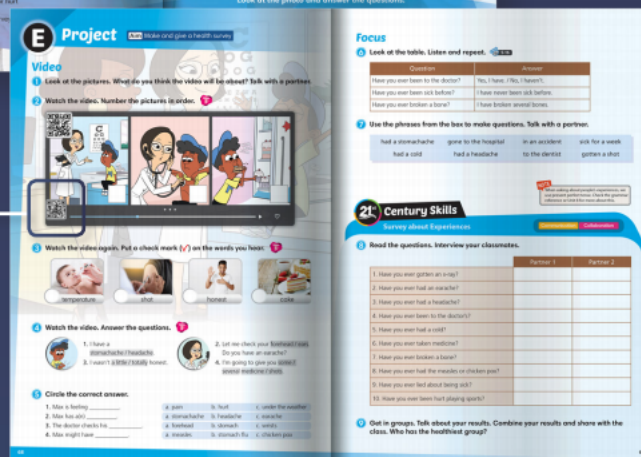 Look at the photo and answer the questions.
E Project Aim Make and give a health survey
Video
1 Look at the pictures. What do you think the video will be about? Talk with a partner.
2 Watch the video. Number the pictures in order.
3 Watch the video again. Put a check mark (✓) on the words you hear.
temperature shot honest coke
4 Watch the video. Answer the questions.
1. I have a
stomachache / headache.
3. I wasn't a little / totally honest.
2. Let me check your forehead / ears.
Do you have an earache?
4. I'm going to give you some /
several medicine / shots.
5 Circle the correct answer.
1. Max is feeling
a. pain b. hurt c. under the weather
2. Max has a(n)
a. stomachache b. headache c. earache
3. The doctor checks his
a. forehead b. stomach c. wrists
4. Max might have
a. measles b. stomach flu c. chicken pox
Focus
6 Look at the table. Listen and repeat.
Question Answer
Have you ever been to the doctor? Yes, I have. / No, I haven't.
Have you ever been sick before? I have never been sick before.
Have you ever broken a bone? I have broken several bones.
7 Use the phrases from the box to make questions. Talk with a partner.
had a stomachache gone to the hospital in an accident sick for a week
had a cold had a headache to the dentist gotten a shot
NOTE
21st Century Skills
Survey about Experiences
Communication Collaboration
8 Read the questions. Interview your classmates.
Partner 1 Partner 2
1. Have you ever gotten an x-ray?
2. Have you ever had an earache?
3. Have you ever had a headache?
4. Have you ever been to the doctor's?
5. Have you ever had a cold?
6. Have you ever taken medicine?
7. Have you ever broken a bone?
8. Have you ever had the measles or chicken pox?
9. Have you ever lied about being sick?
10. Have you ever been hurt playing sports?
9 Get in groups. Talk about your results. Combine your results and share with the
class. Who has the healthiest group?